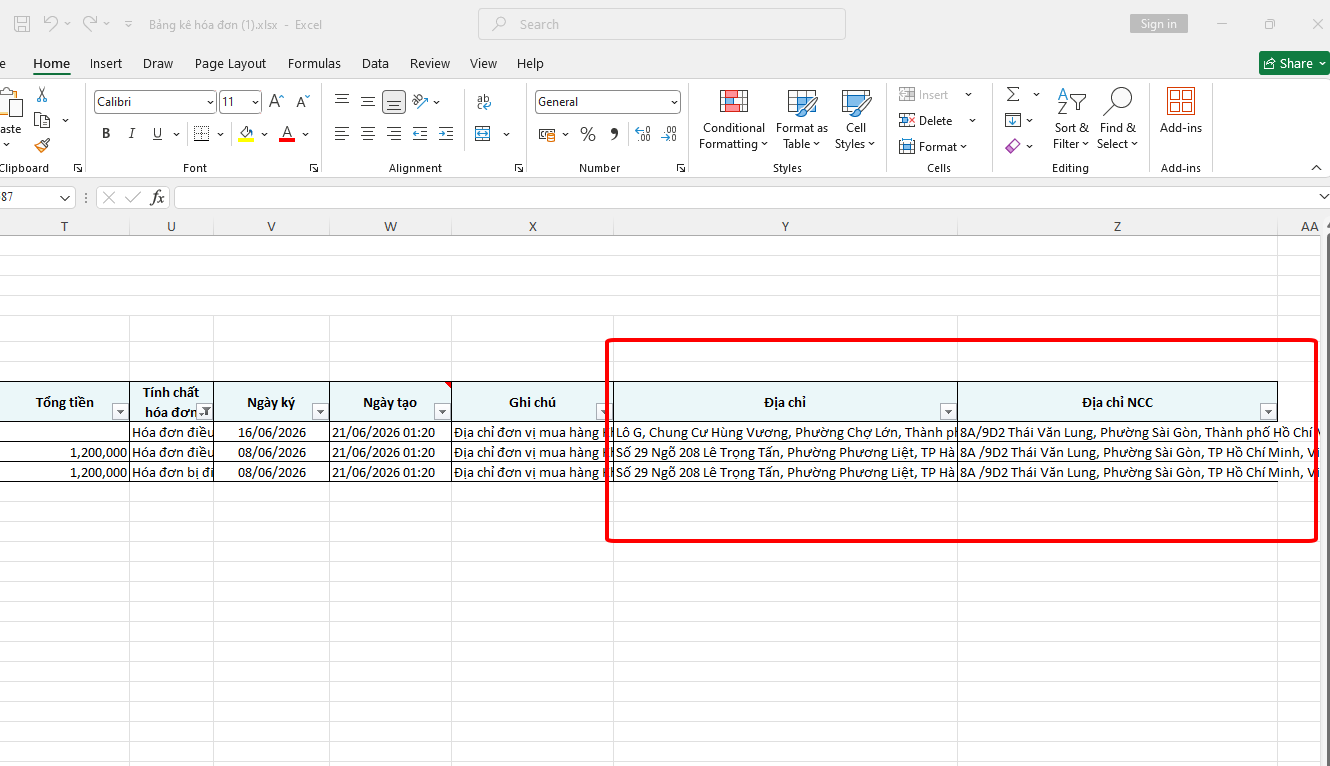 Bảng kê hóa đơn (1).xlsx - Excel
Search
Sign in
Home Insert Draw Page Layout Formulas Data Review View Help
Share
Calibri 11
General
Insert
Delete
Format
Conditional Formatting
Format as Table
Cell Styles
Sort & Filter
Find & Select
Add-ins
Clipboard Font Alignment Number Styles Cells Editing Add-ins
87 fx
T U V W X Y Z AA
Tổng tiền Tính chất hóa đơn Ngày ký Ngày tạo Ghi chú Địa chỉ Địa chỉ NCC
Hóa đơn điều 16/06/2026 21/06/2026 01:20 Địa chỉ đơn vị mua hàng Lô G, Chung Cư Hùng Vương, Phường Chợ Lớn, Thành 8A/9D2 Thái Văn Lung, Phường Sài Gòn, Thành phố Hồ Chí
1,200,000 Hóa đơn điều 08/06/2026 21/06/2026 01:20 Địa chỉ đơn vị mua hàng Số 29 Ngõ 208 Lê Trọng Tấn, Phường Phương Liệt, TP Hà 8A /9D2 Thái Văn Lung, Phường Sài Gòn, TP Hồ Chí Minh,
1,200,000 Hóa đơn bị 08/06/2026 21/06/2026 01:20 Địa chỉ đơn vị mua hàng Số 29 Ngõ 208 Lê Trọng Tấn, Phường Phương Liệt, TP Hà 8A /9D2 Thái Văn Lung, Phường Sài Gòn, TP Hồ Chí Minh,